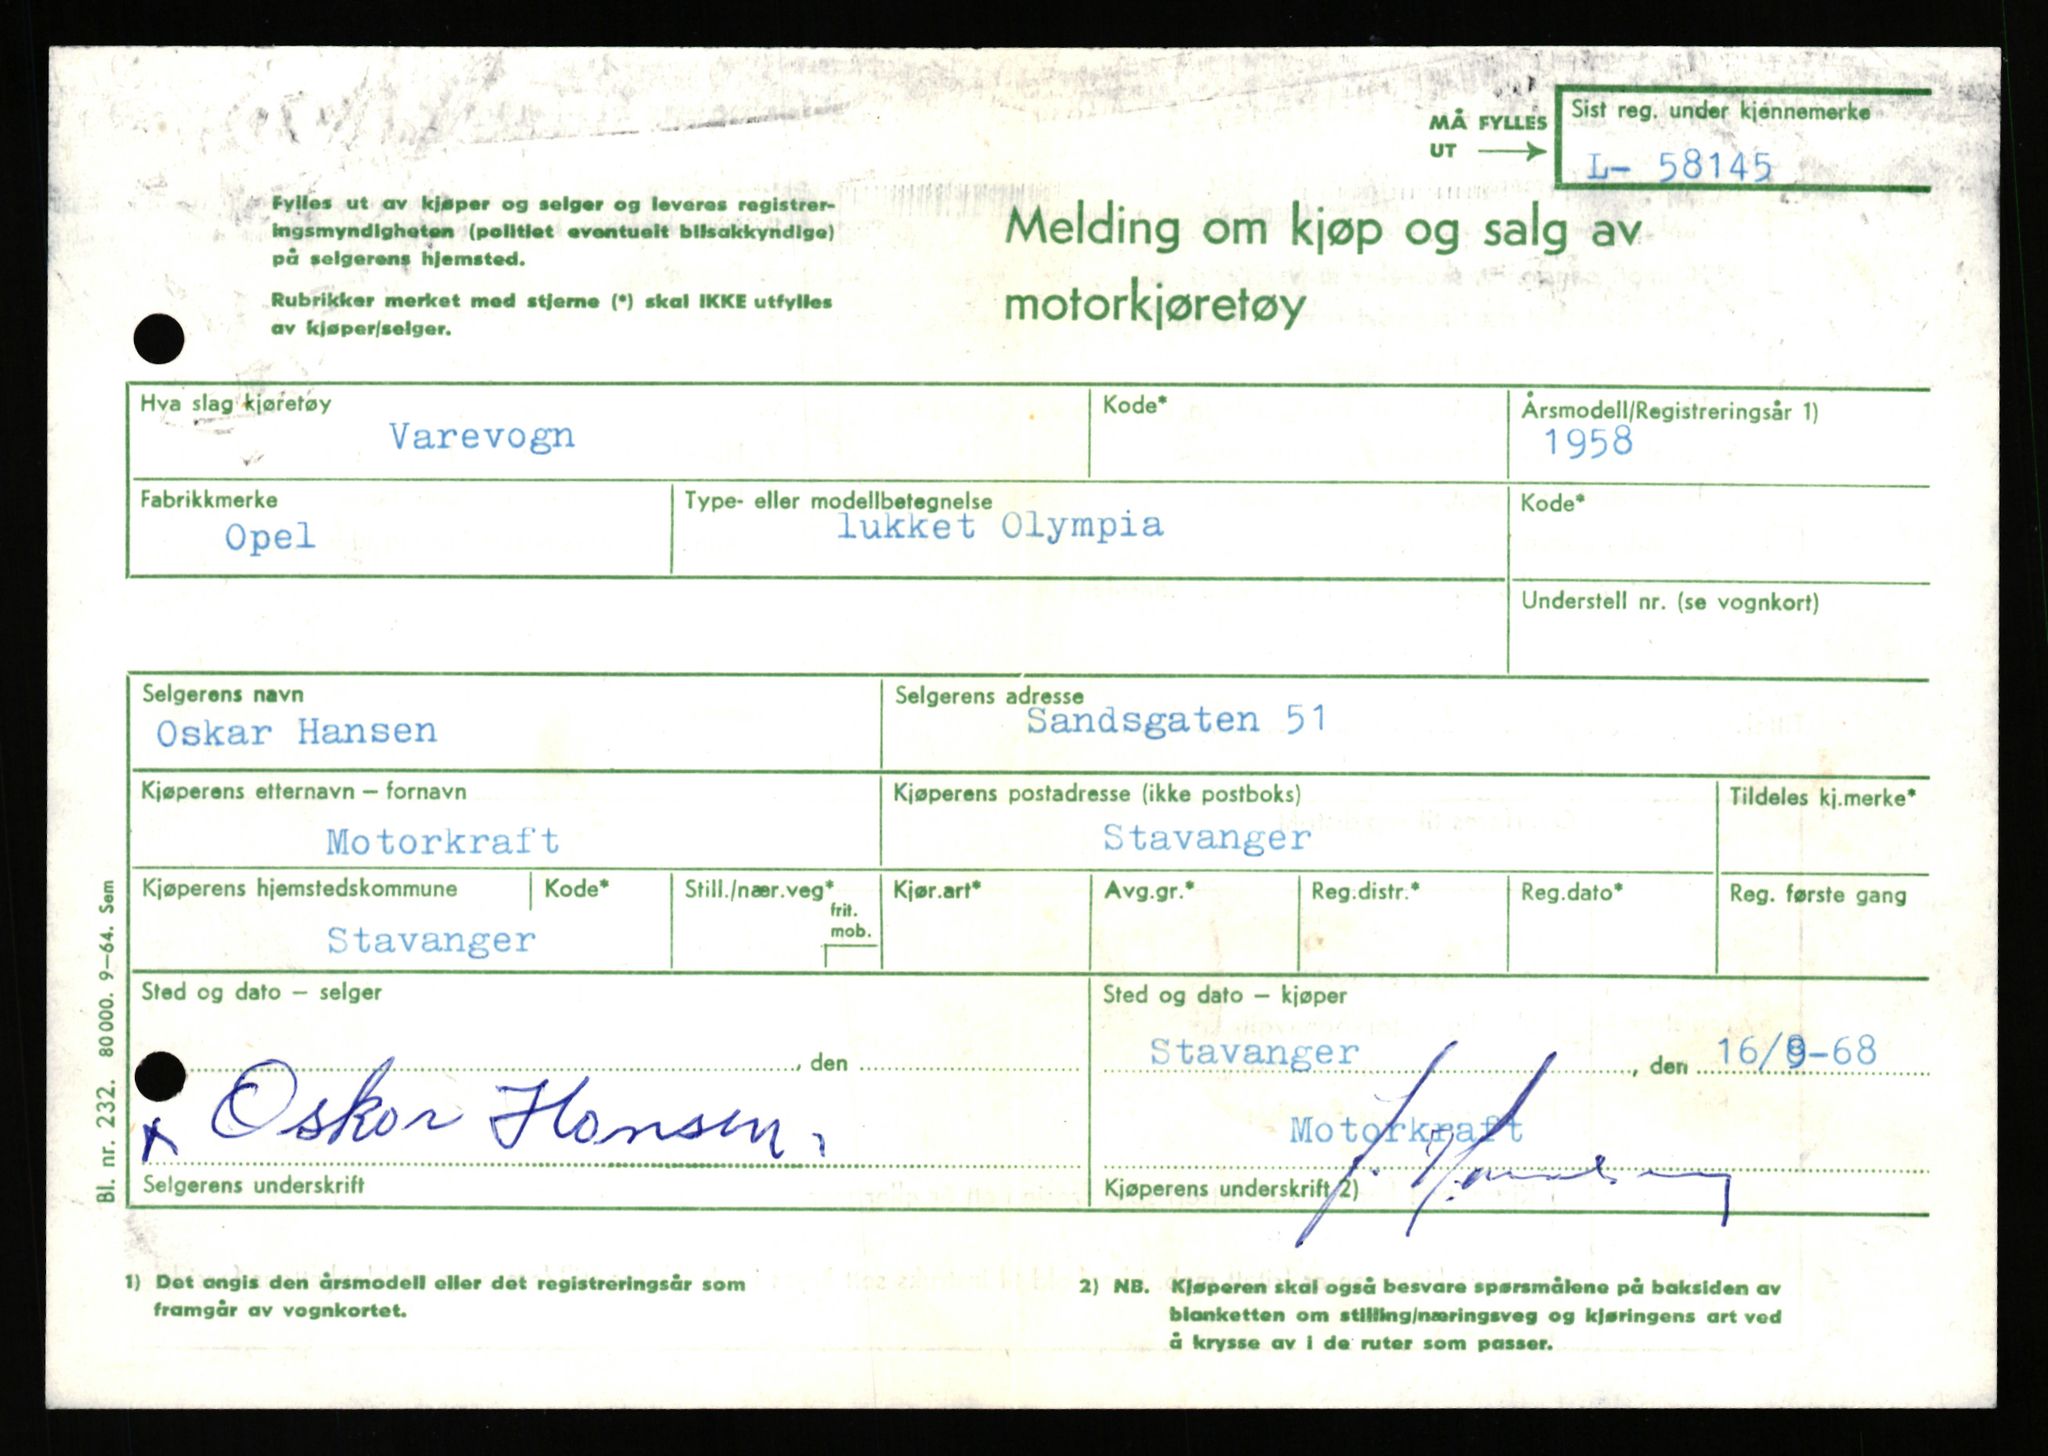 MÅ FYLLES
UT
Sist reg. under kjennemerke
L- 58145
Fylles ut av kjøper og selger og leveres registrer-
ingsmyndigheten (politiet eventuelt bilsakkyndige)
på selgerens hjemsted.
Rubrikker merket med stjerne (*) skal IKKE utfylles
av kjøper/selger.
Melding om kjøp og salg av
motorkjøretøy
Hva slag kjøretøy
Varevogn
Kode*
Årsmodell/Registreringsår 1)
1958
Fabrikkmerke
Opel
Type- eller modellbetegnelse
lukket Olympia
Kode*
Understell nr. (se vognkort)
Selgerens navn
Oskar Hansen
Selgerens adresse
Sandsgaten 51
Kjøperens etternavn – fornavn
Motorkraft
Kjøperens postadresse (ikke postboks)
Stavanger
Tildeles kj.merke*
Kjøperens hjemstedskommune
Stavanger
Kode*
Still./nær.veg*
frit.
mob.
Kjør.art*
Avg.gr.*
Reg.distr.*
Reg.dato*
Reg. første gang
Sted og dato – selger
, den
Oskar Hansen
Selgerens underskrift
Sted og dato – kjøper
Stavanger , den 16/9-68
Motorkraft
Kjøperens underskrift 2)
Bl. nr. 232. 80 000. 9–64. Sem
1) Det angis den årsmodell eller det registreringsår som
framgår av vognkortet.
2) NB. Kjøperen skal også besvare spørsmålene på baksiden av
blanketten om stilling/næringsveg og kjøringens art ved
å krysse av i de ruter som passer.